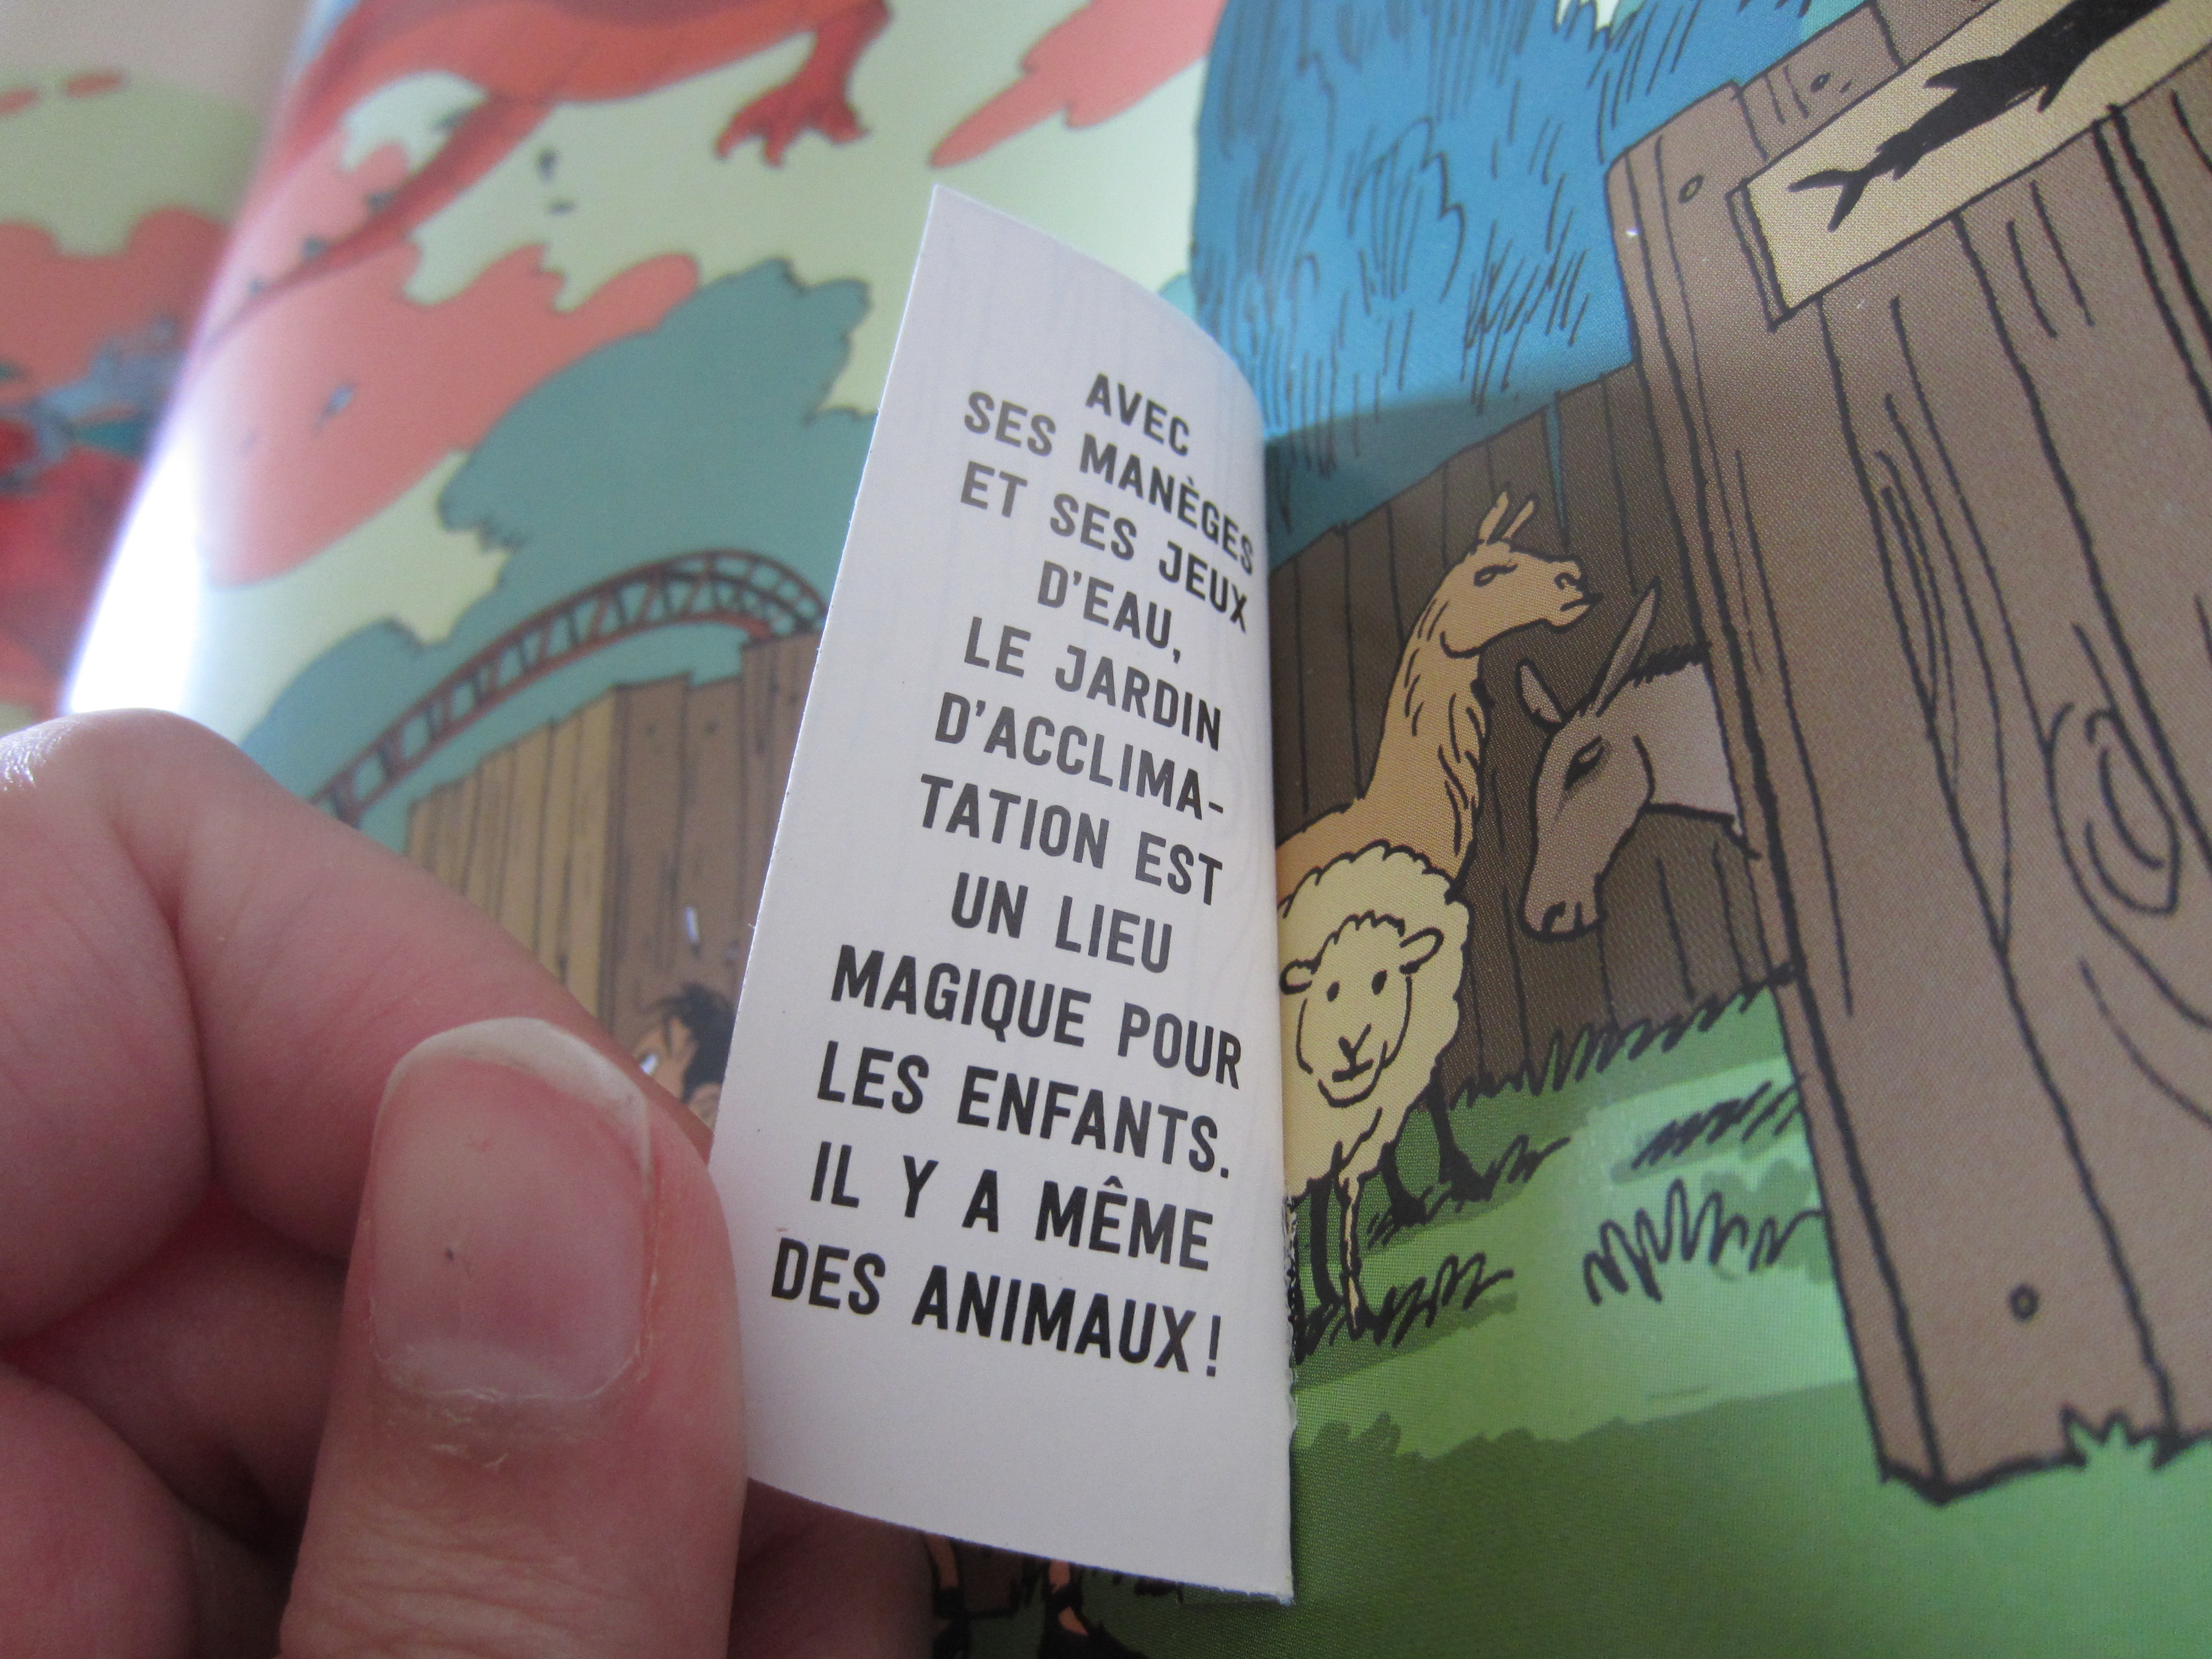 AVEC
SES MANÈGES
ET SES JEUX
D'EAU,
LE JARDIN
D'ACCLIMA-
TATION EST
UN LIEU
MAGIQUE POUR
LES ENFANTS.
IL Y A MÊME
DES ANIMAUX !